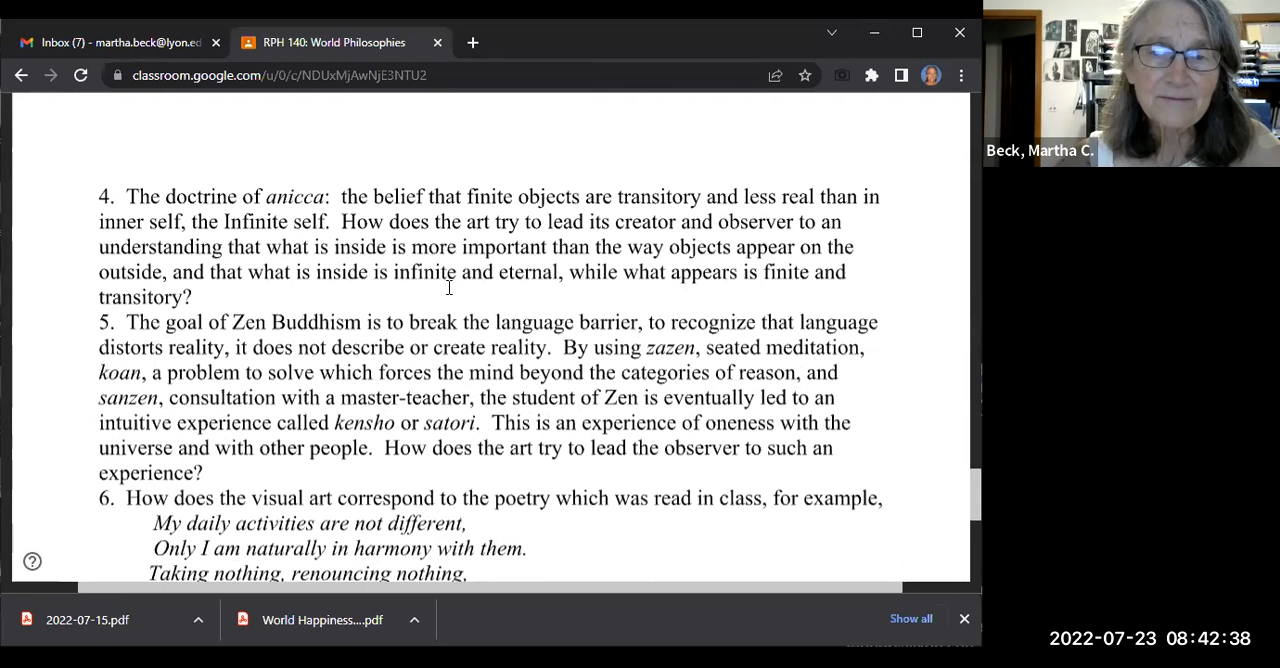 Inbox (7) - martha.beck@lyon.ed
RPH 140: World Philosophies
classroom.google.com/u/0/c/NDUxMjAwNjE3NTU2
Beck, Martha C.
4. The doctrine of anicca: the belief that finite objects are transitory and less real than in
inner self, the Infinite self. How does the art try to lead its creator and observer to an
understanding that what is inside is more important than the way objects appear on the
outside, and that what is inside is infinite and eternal, while what appears is finite and
transitory?
5. The goal of Zen Buddhism is to break the language barrier, to recognize that language
distorts reality, it does not describe or create reality. By using zazen, seated meditation,
koan, a problem to solve which forces the mind beyond the categories of reason, and
sanzen, consultation with a master-teacher, the student of Zen is eventually led to an
intuitive experience called kensho or satori. This is an experience of oneness with the
universe and with other people. How does the art try to lead the observer to such an
experience?
6. How does the visual art correspond to the poetry which was read in class, for example,
My daily activities are not different,
Only I am naturally in harmony with them.
Taking nothing, renouncing nothing,
2022-07-15.pdf
World Happiness....pdf
Show all
2022-07-23 08:42:38